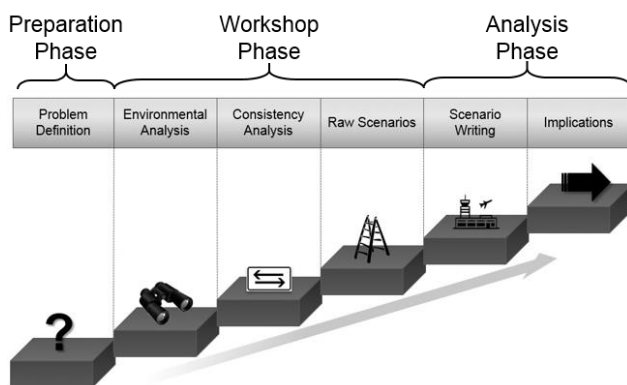 Preparation
Phase
Workshop
Phase
Analysis
Phase
Problem
Definition
Environmental
Analysis
Consistency
Analysis
Raw Scenarios
Scenario
Writing
Implications
?